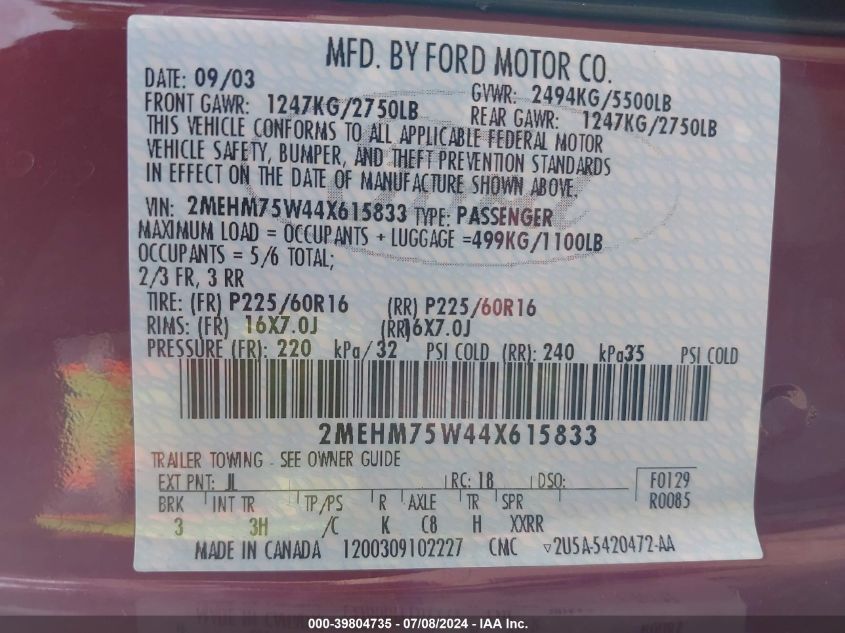 MFD. BY FORD MOTOR CO.
DATE: 09/03
GVWR: 2494KG/5500LB
FRONT GAWR: 1247KG/2750LB
REAR GAWR: 1247KG/2750LB
THIS VEHICLE CONFORMS TO ALL APPLICABLE FEDERAL MOTOR
VEHICLE SAFETY, BUMPER, AND THEFT PREVENTION STANDARDS
IN EFFECT ON THE DATE OF MANUFACTURE SHOWN ABOVE.
VIN: 2MEHM75W44X615833 TYPE: PASSENGER
MAXIMUM LOAD = OCCUPANTS + LUGGAGE =499KG/1100LB
OCCUPANTS = 5/6 TOTAL;
2/3 FR, 3 RR
TIRE: (FR) P225/60R16 (RR) P225/60R16
RIMS: (FR) 16X7.0J (RR)16X7.0J
PRESSURE (FR): 220 kPa/ 32 PSI COLD (RR): 240 kPa35 PSI COLD
2MEHM75W44X615833
TRAILER TOWING - SEE OWNER GUIDE
EXT PNT: JL RC: 18 DSO: F0129
BRK INT TR TP/PS R AXLE TR SPR R0085
3 3H /C K C8 H XXRR
MADE IN CANADA 1200309102227 CMC ▽2U5A-5420472-AA
000-39804735 - 07/08/2024 - IAA Inc.